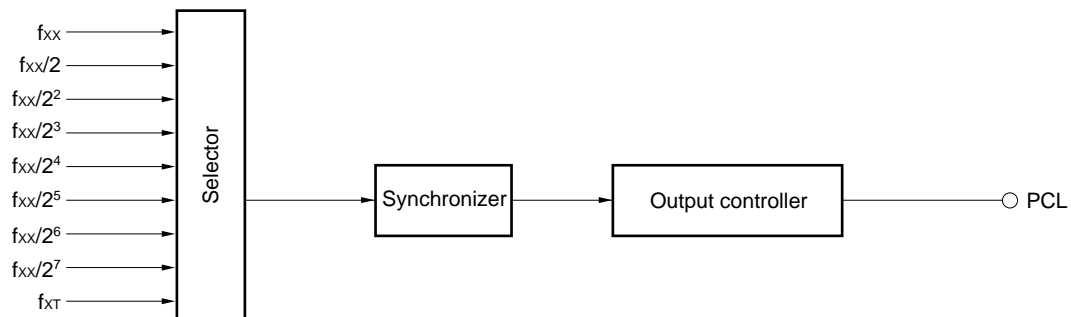 fXX
fXX/2
fXX/2²
fXX/2³
fXX/2⁴
fXX/2⁵
fXX/2⁶
fXX/2⁷
fXT
Selector
Synchronizer
Output controller
PCL